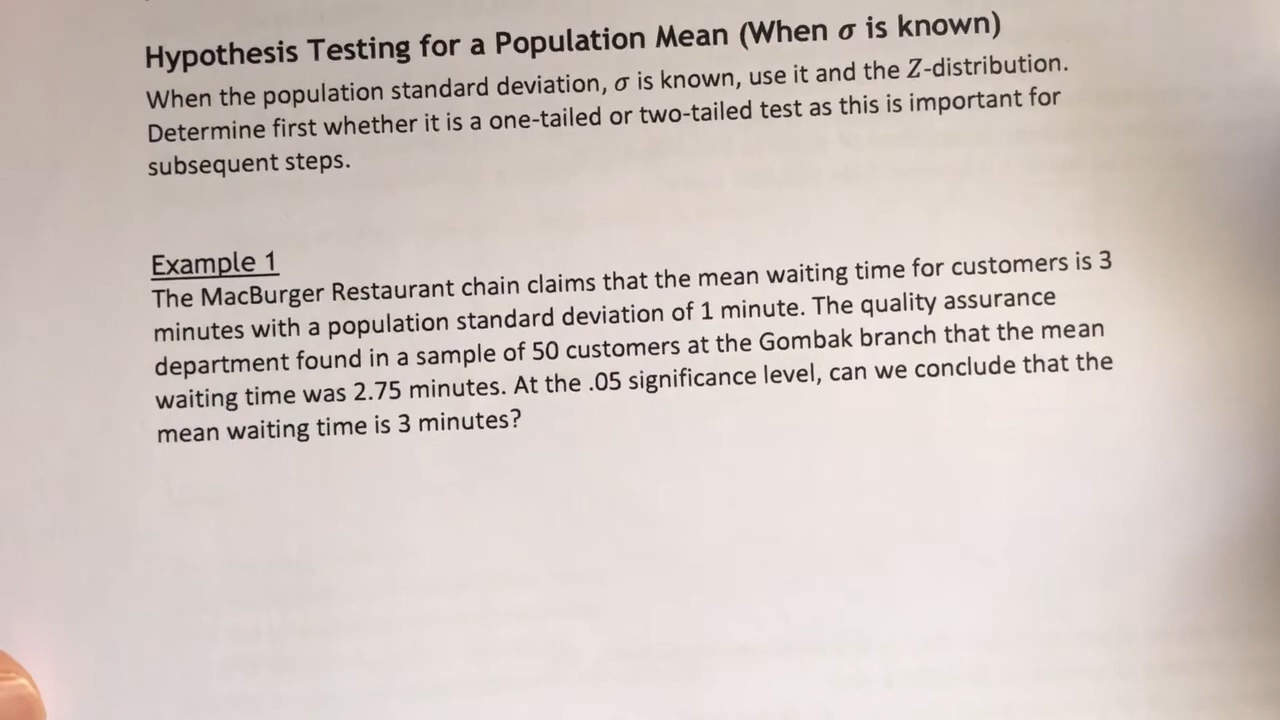 Hypothesis Testing for a Population Mean (When σ is known)
When the population standard deviation, σ is known, use it and the Z-distribution.
Determine first whether it is a one-tailed or two-tailed test as this is important for
subsequent steps.
Example 1
The MacBurger Restaurant chain claims that the mean waiting time for customers is 3
minutes with a population standard deviation of 1 minute. The quality assurance
department found in a sample of 50 customers at the Gombak branch that the mean
waiting time was 2.75 minutes. At the .05 significance level, can we conclude that the
mean waiting time is 3 minutes?